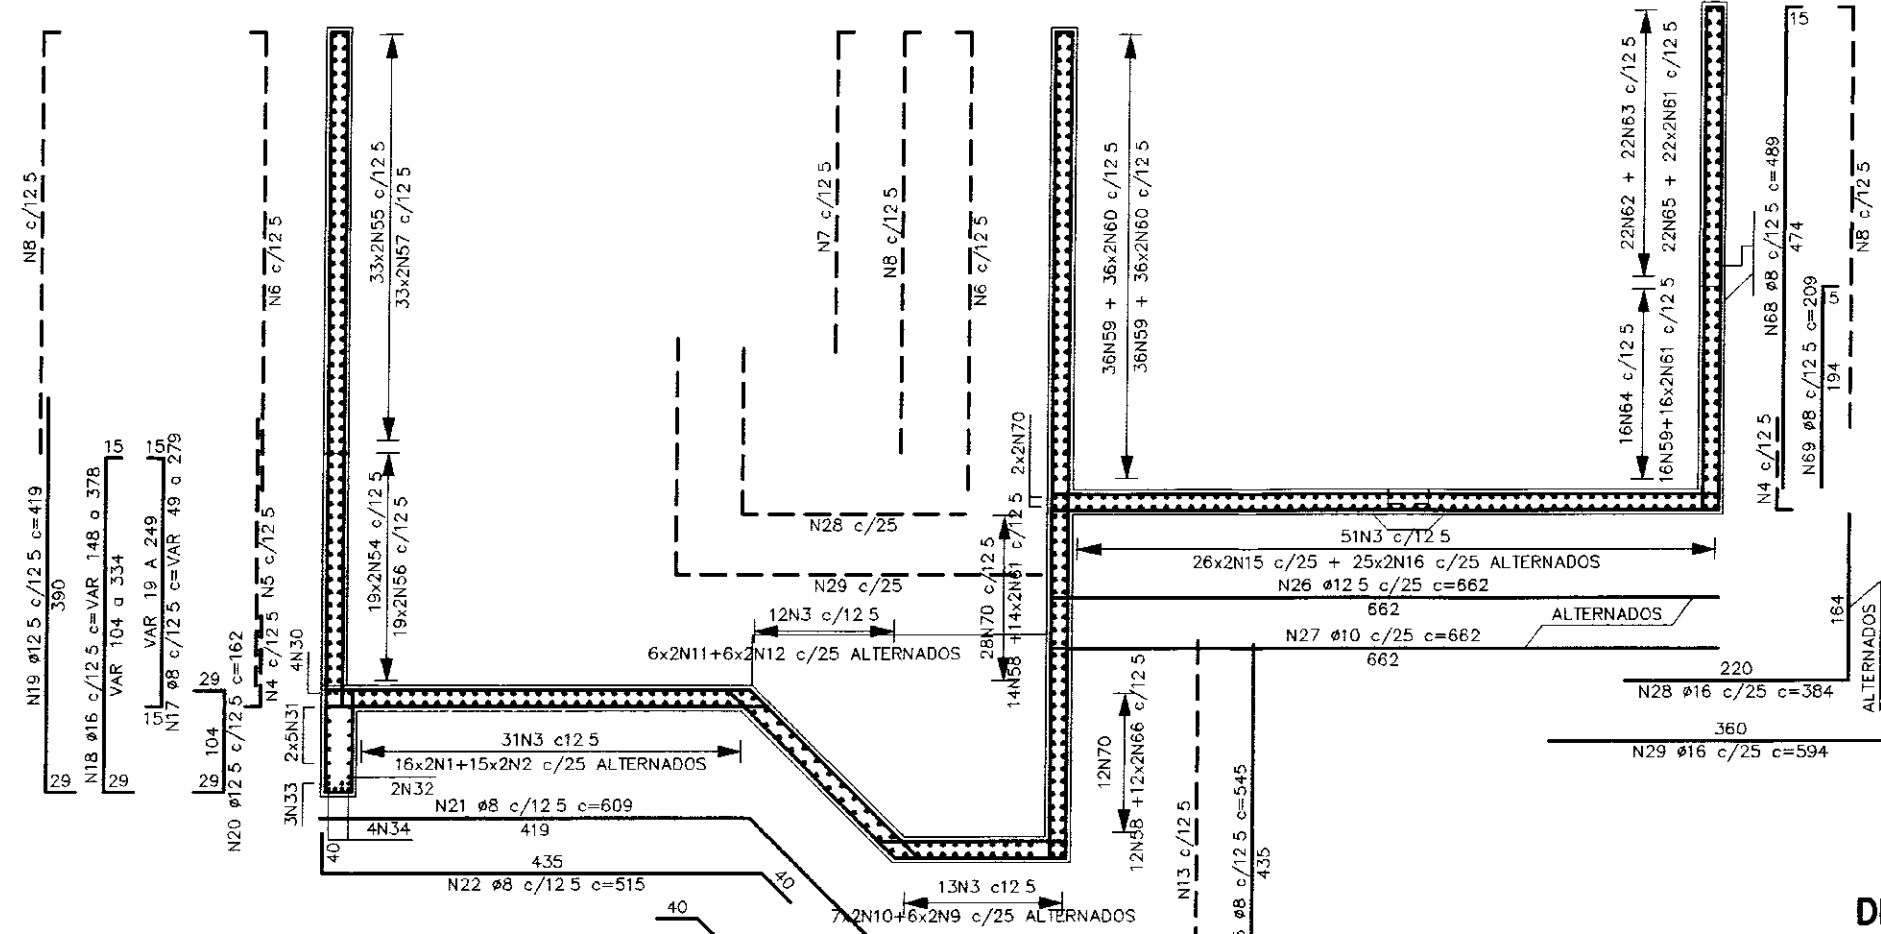 N8 c/12 5
N19 ø12 5 c/12 5 c=419
390
29
N18 ø16 c/12 5 c=VAR 148 a 378
VAR 104 a 334
15
29
VAR 19 A 249
15
15
N17 ø8 c/12 5 c=VAR 49 a 279
29
104
29
N20 ø12 5 c/12 5 c=162
N6 c/12 5
N5 c/12 5
N4 c/12 5
4N30
2x5N31
3N33
33x2N55 c/12 5
33x2N57 c/12 5
19x2N54 c/12 5
19x2N56 c/12 5
31N3 c12 5
16x2N1+15x2N2 c/25 ALTERNADOS
2N32
N21 ø8 c/12 5 c=609
4N34
419
40
435
N22 ø8 c/12 5 c=515
40
40
N7 c/12 5
N8 c/12 5
N6 c/12 5
N28 c/25
N29 c/25
12N3 c/12 5
6x2N11+6x2N12 c/25 ALTERNADOS
28N70 c/12 5
14N58 +14x2N61 c/12 5
2x2N70
36N59 + 36x2N60 c/12 5
36N59 + 36x2N60 c/12 5
12N70
12N58 +12x2N66 c/12 5
13N3 c12 5
7x2N10+6x2N9 c/25 ALTERNADOS
N13 c/12 5
ø8 c/12 5 c=545
435
51N3 c/12 5
26x2N15 c/25 + 25x2N16 c/25 ALTERNADOS
N26 ø12 5 c/25 c=662
662
ALTERNADOS
N27 ø10 c/25 c=662
662
22N62 + 22N63 c/12 5
22N65 + 22x2N61 c/12 5
16N64 c/12 5
16N59+16x2N61 c/12 5
N68 ø8 c/12 5 c=489
474
15
N8 c/12 5
N69 ø8 c/12 5 c=209
194
N4 c/12 5
164
ALTERNADOS
220
N28 ø16 c/25 c=384
360
N29 ø16 c/25 c=594